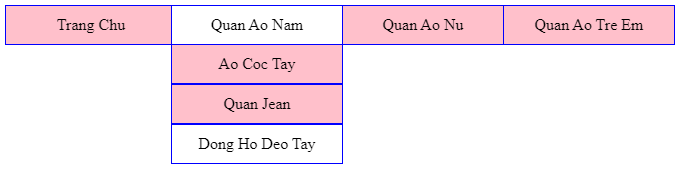 Trang Chu Quan Ao Nam Quan Ao Nu Quan Ao Tre Em
Ao Coc Tay
Quan Jean
Dong Ho Deo Tay